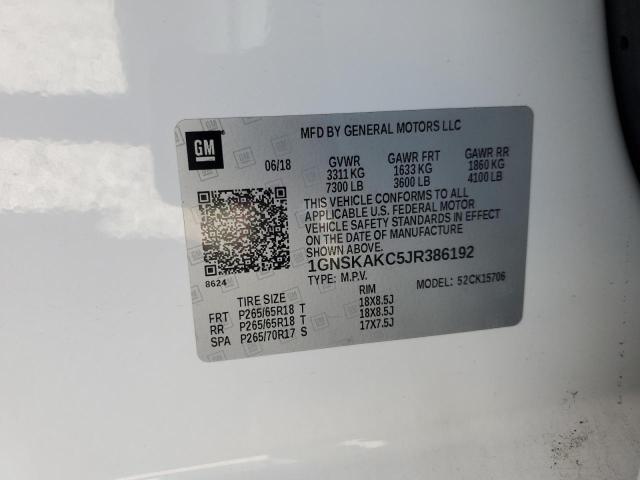 GM
MFD BY GENERAL MOTORS LLC
06/18 GVWR GAWR FRT GAWR RR
3311 KG 1633 KG 1860 KG
7300 LB 3600 LB 4100 LB
THIS VEHICLE CONFORMS TO ALL
APPLICABLE U.S. FEDERAL MOTOR
VEHICLE SAFETY STANDARDS IN EFFECT
ON THE DATE OF MANUFACTURE
SHOWN ABOVE.
1GNSKAKC5JR386192
8624
TYPE: M.P.V. MODEL: 52CK15706
TIRE SIZE RIM
FRT P265/65R18 T 18X8.5J
RR P265/65R18 T 18X8.5J
SPA P265/70R17 S 17X7.5J